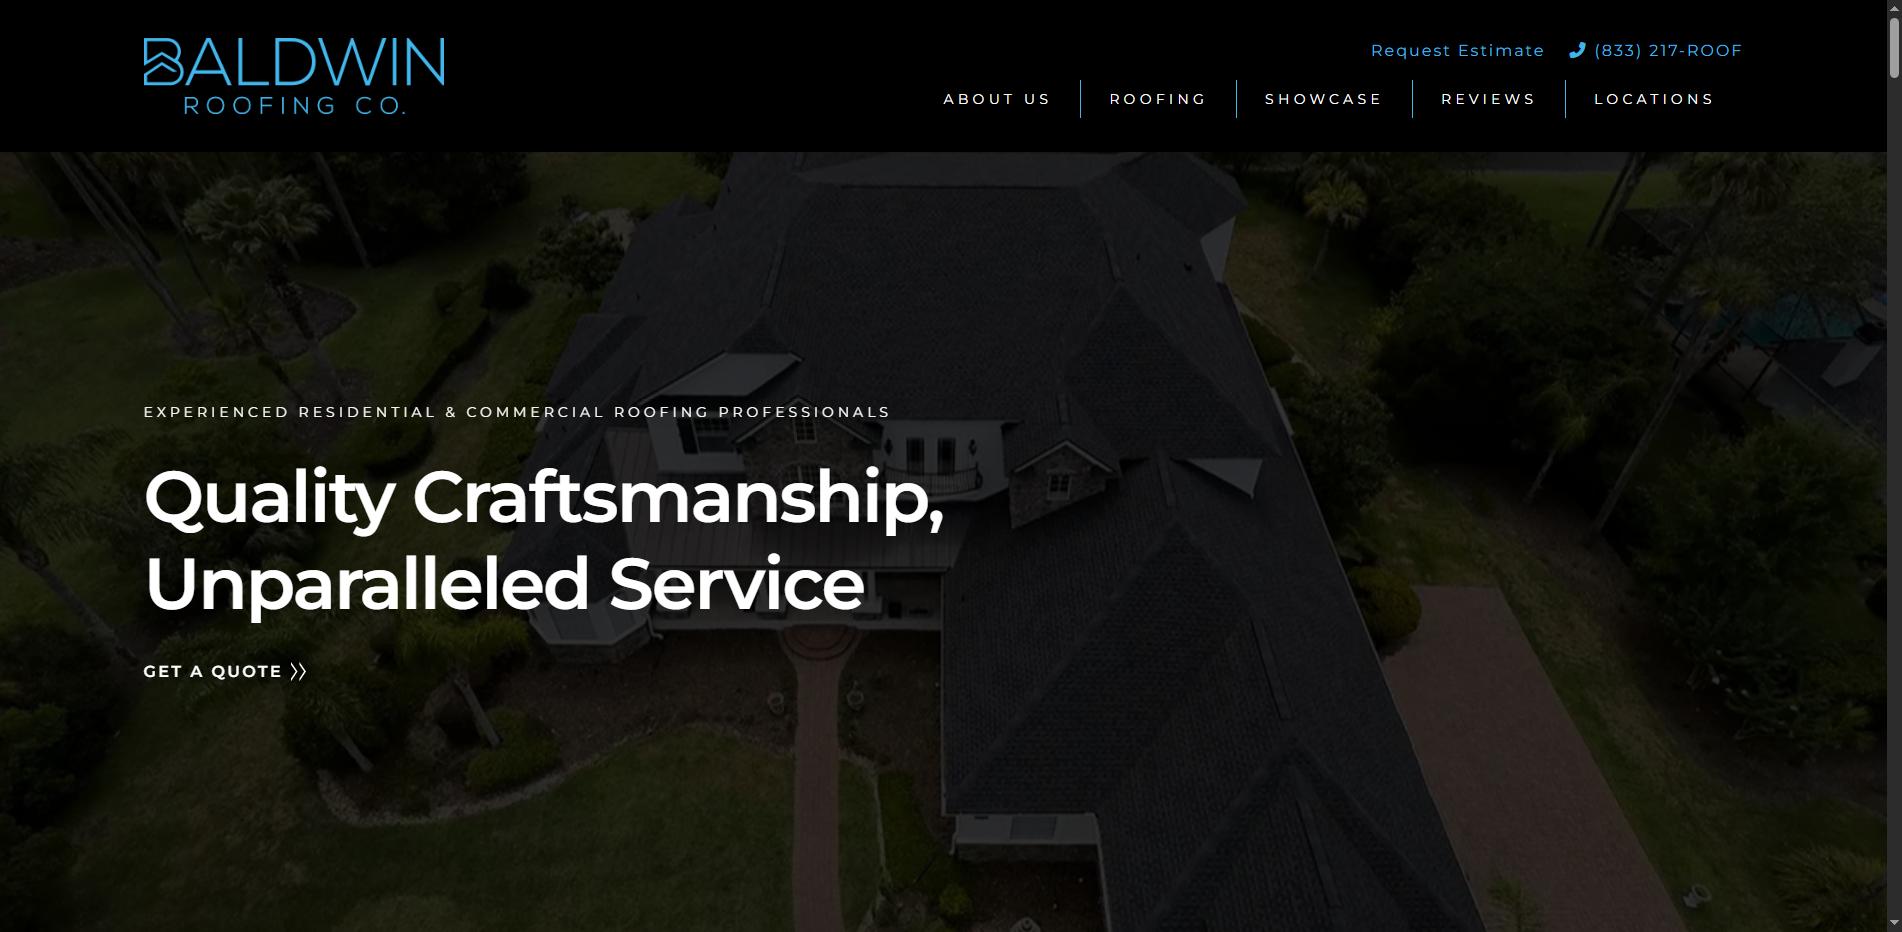 BALDWIN
ROOFING CO.
Request Estimate
(833) 217-ROOF
ABOUT US
ROOFING
SHOWCASE
REVIEWS
LOCATIONS
EXPERIENCED RESIDENTIAL & COMMERCIAL ROOFING PROFESSIONALS
Quality Craftsmanship,
Unparalleled Service
GET A QUOTE